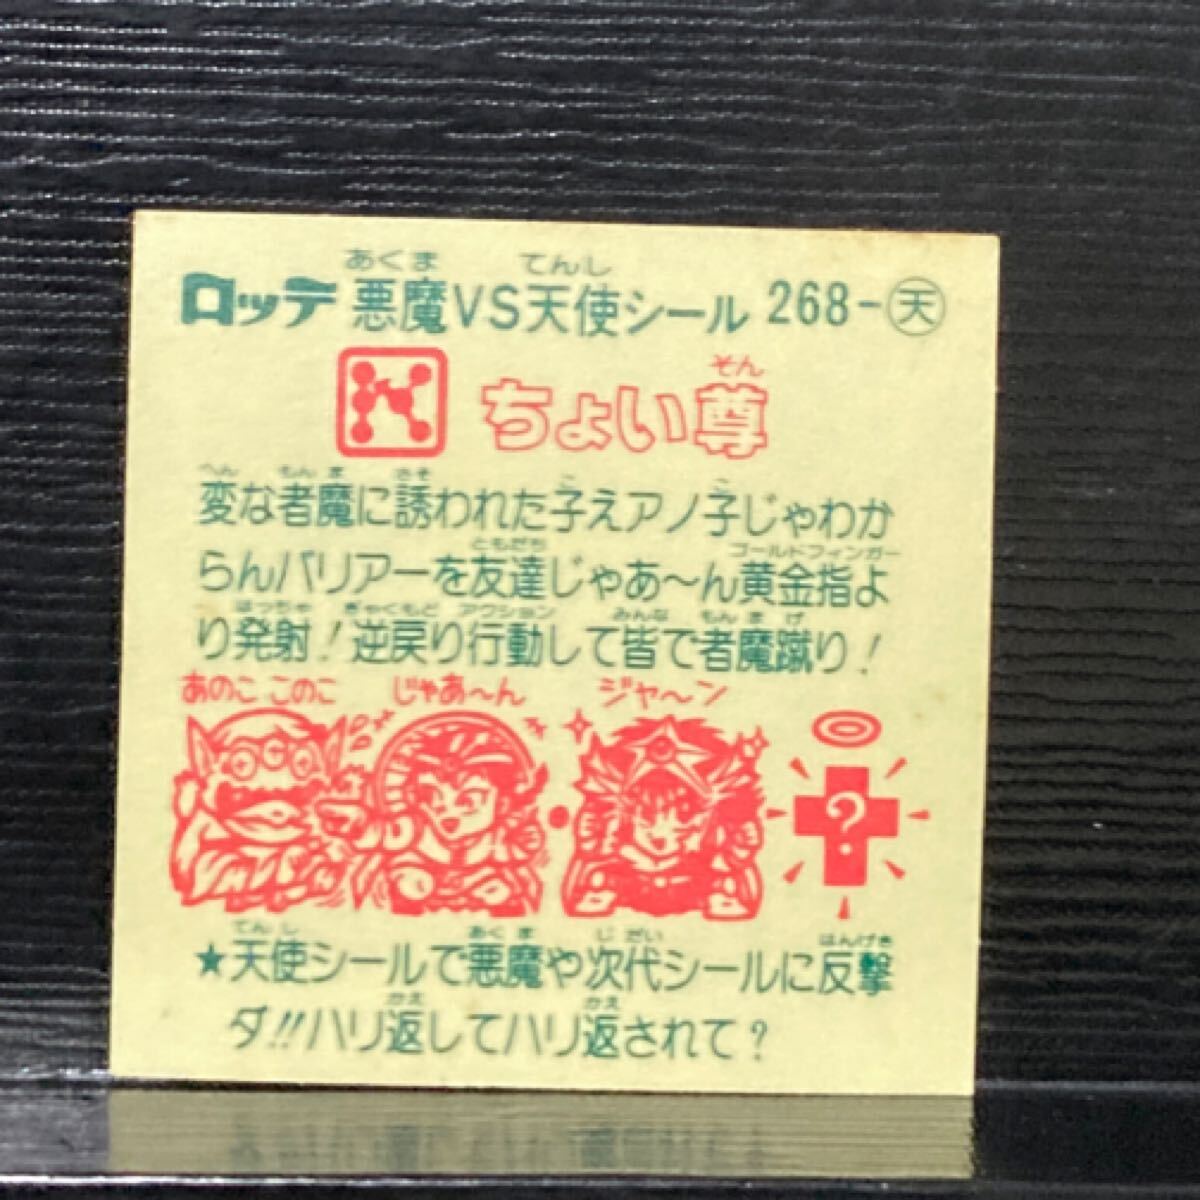 あくま てんし
ロッテ 悪魔VS天使シール 268-天
そん
ちょい尊
へん もんま さそ こ こ
変な者魔に誘われた子えアノ子じゃわか
ともだち ゴールドフィンガー
らんバリアーを友達じゃあ〜ん黄金指よ
はっちゃ ぎゃくもど アクション みんな もんまげ
り発射！逆戻り行動して皆で者魔蹴り！
あのこ このこ じゃあ〜ん ジャ〜ン
?
てんし あくま じだい はんげき
★天使シールで悪魔や次代シールに反撃
かえ かえ
ダ!!ハリ返してハリ返されて？